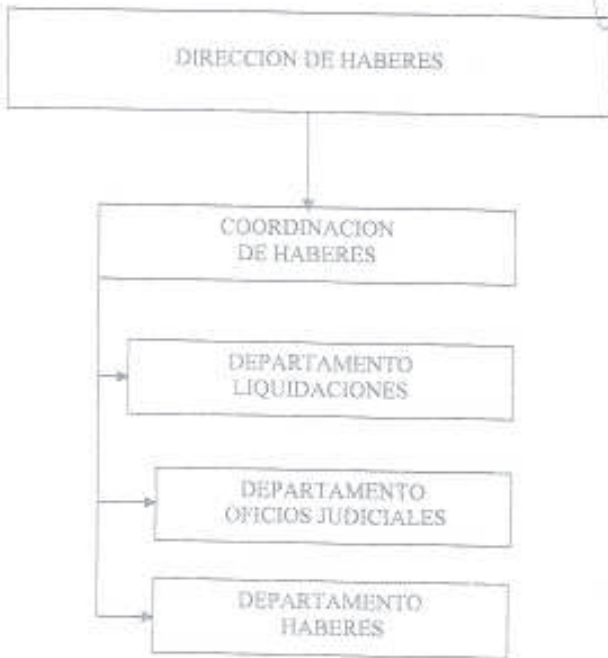 DIRECCION DE HABERES
COORDINACION
DE HABERES
DEPARTAMENTO
LIQUIDACIONES
DEPARTAMENTO
OFICIOS JUDICIALES
DEPARTAMENTO
HABERES